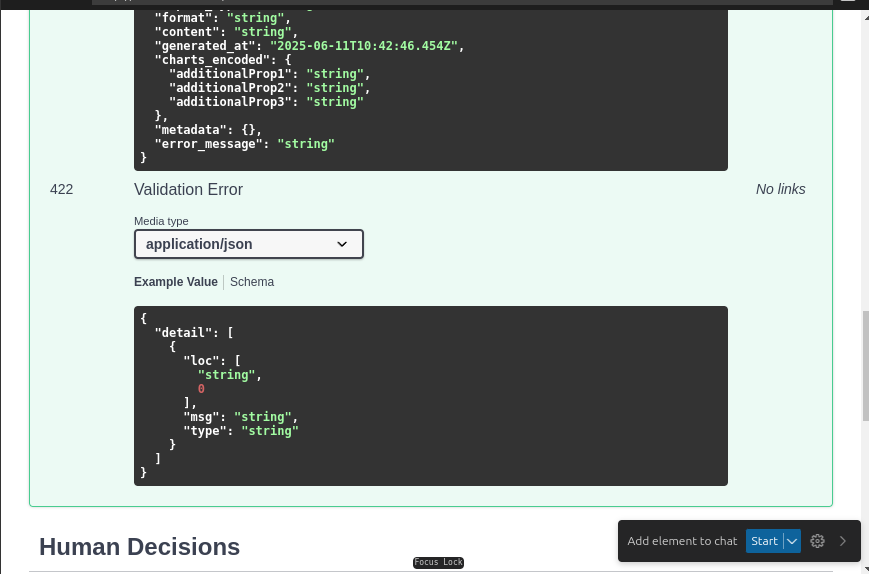 "format": "string",
"content": "string",
"generated_at": "2025-06-11T10:42:46.454Z",
"charts_encoded": {
"additionalProp1": "string",
"additionalProp2": "string",
"additionalProp3": "string"
},
"metadata": {},
"error_message": "string"
}
422 Validation Error No links
Media type
application/json
Example Value Schema
{
"detail": [
{
"loc": [
"string",
0
],
"msg": "string",
"type": "string"
}
]
}
Human Decisions
Add element to chat Start
Focus Lock